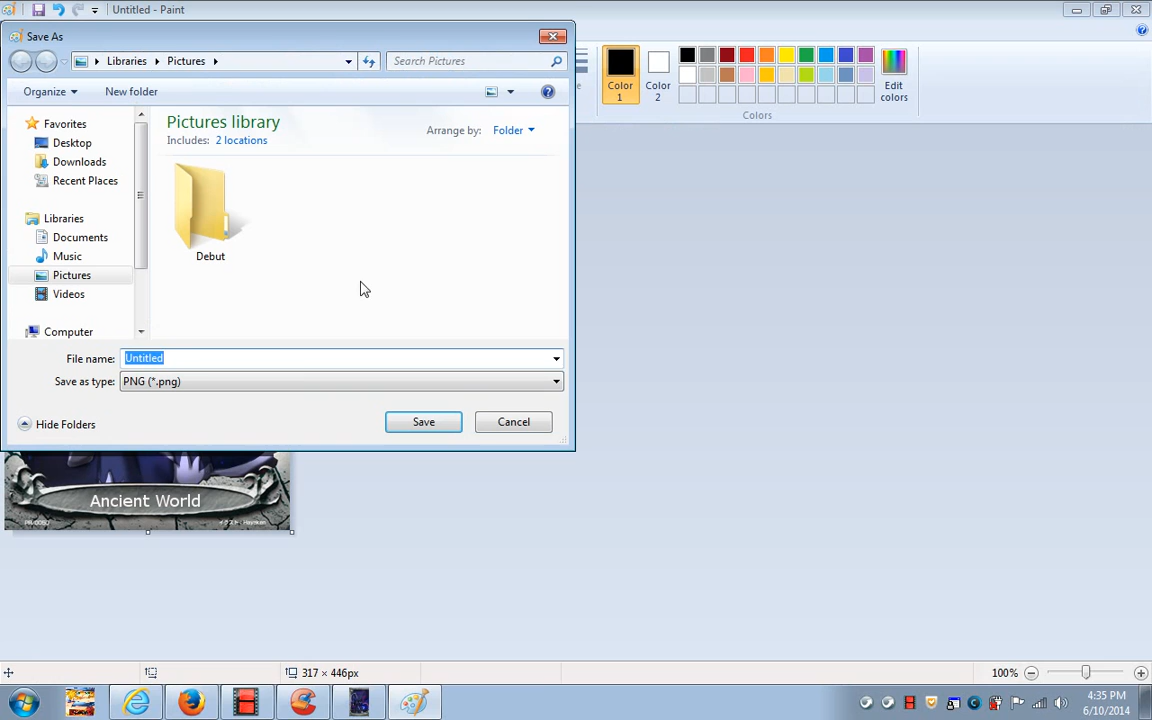 Untitled - Paint
Save As
Libraries
Pictures
Search Pictures
Organize
New folder
Favorites
Desktop
Downloads
Recent Places
Libraries
Documents
Music
Pictures
Videos
Computer
Pictures library
Includes: 2 locations
Arrange by: Folder
Debut
File name: Untitled
Save as type: PNG (*.png)
Hide Folders
Save
Cancel
Color
1
Color
2
Edit
colors
Colors
Ancient World
317 × 446px
100%
4:35 PM
6/10/2014